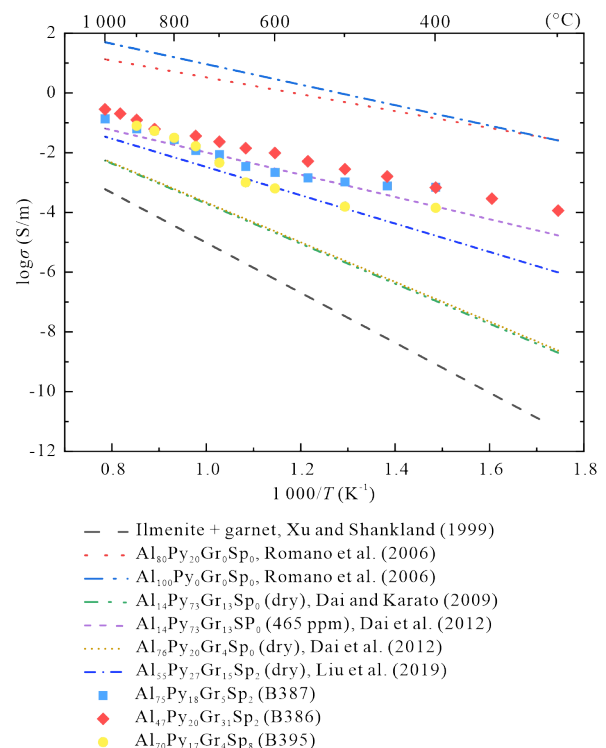 1 000 800 600 400 (°C)
2
0
-2
-4
-6
-8
-10
-12
logσ (S/m)
0.8 1.0 1.2 1.4 1.6 1.8
1 000/T (K⁻¹)
Ilmenite + garnet, Xu and Shankland (1999)
Al₈₀Py₂₀Gr₀Sp₀, Romano et al. (2006)
Al₁₀₀Py₀Gr₀Sp₀, Romano et al. (2006)
Al₁₄Py₇₃Gr₁₃Sp₀ (dry), Dai and Karato (2009)
Al₁₄Py₇₃Gr₁₃SP₀ (465 ppm), Dai et al. (2012)
Al₇₆Py₂₀Gr₄Sp₀ (dry), Dai et al. (2012)
Al₅₅Py₂₇Gr₁₅Sp₂ (dry), Liu et al. (2019)
Al₇₅Py₁₈Gr₅Sp₂ (B387)
Al₄₇Py₂₀Gr₃₁Sp₂ (B386)
Al₇₀Py₁₇Gr₄Sp₈ (B395)